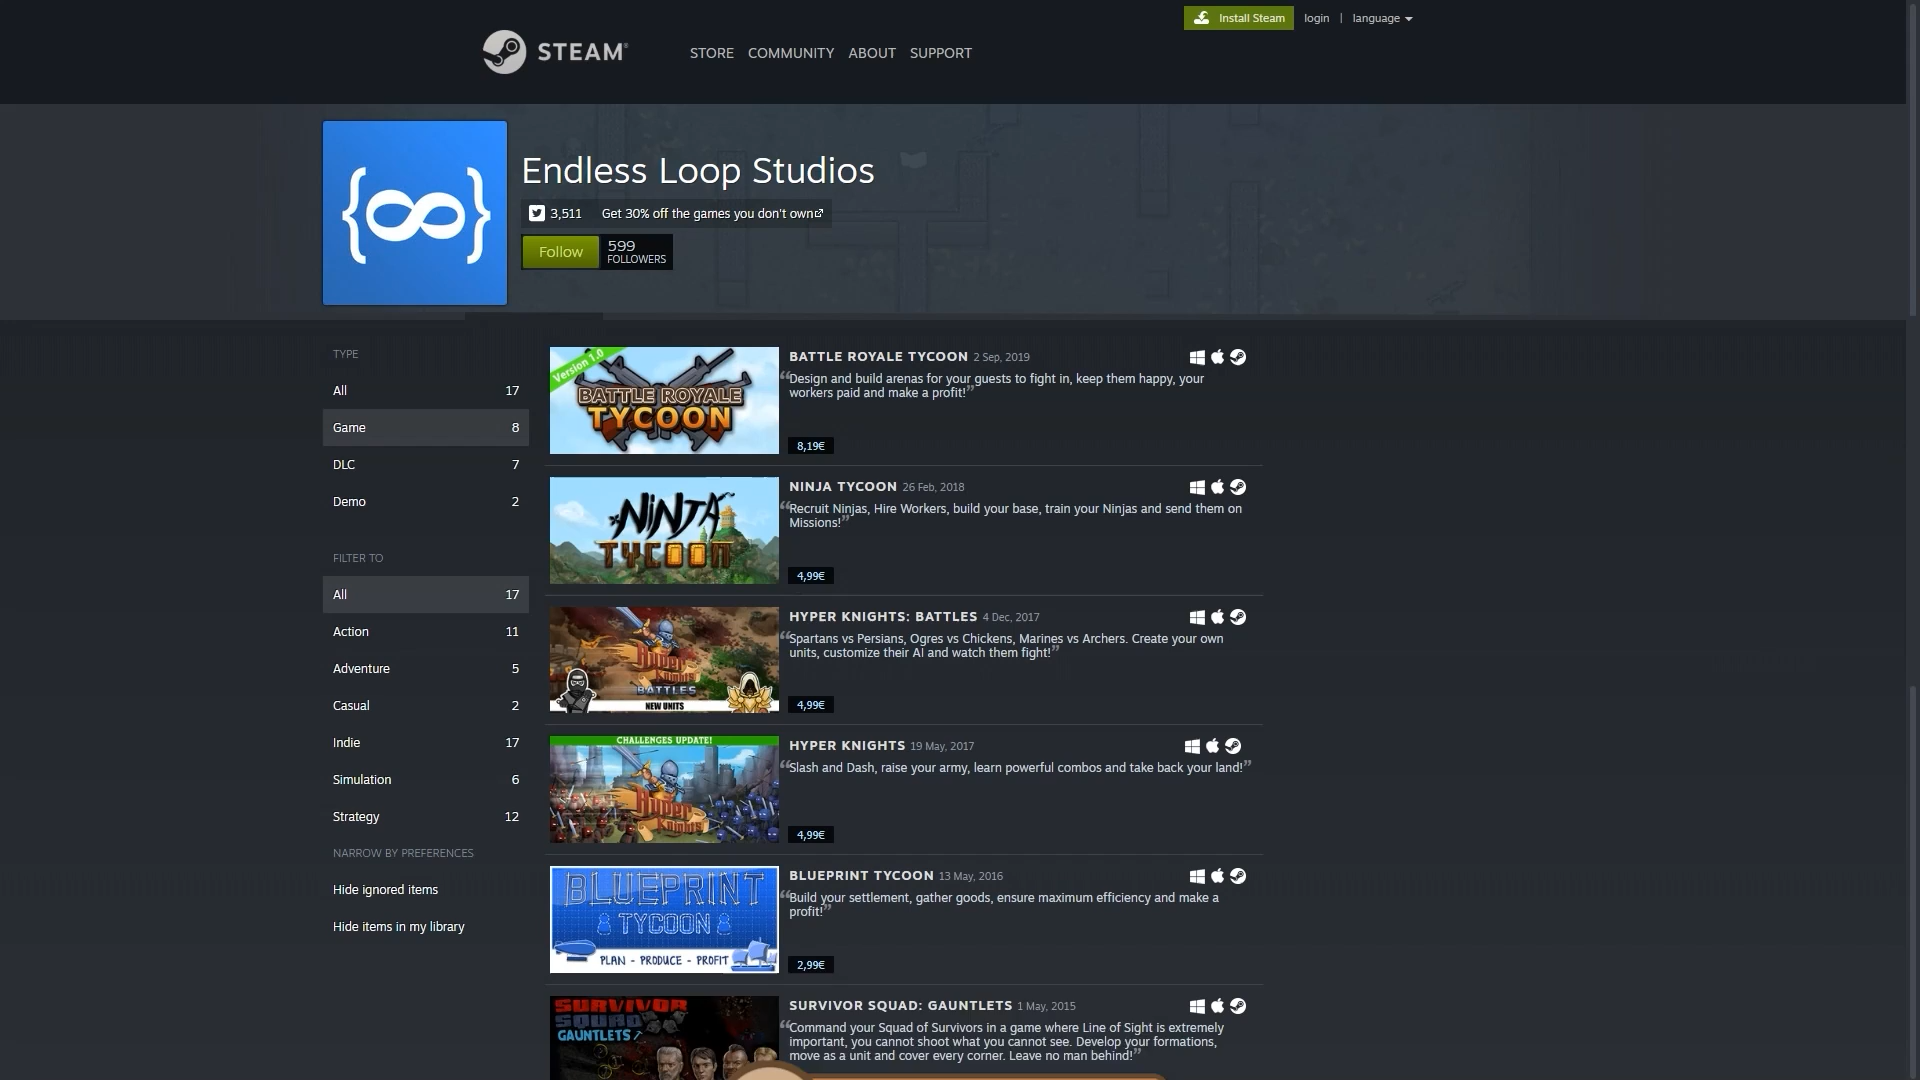 Install Steam
login | language
STEAM
STORE COMMUNITY ABOUT SUPPORT
Endless Loop Studios
3,511 Get 30% off the games you don't own
Follow
599
FOLLOWERS
TYPE
All 17
Game 8
DLC 7
Demo 2
FILTER TO
All 17
Action 11
Adventure 5
Casual 2
Indie 17
Simulation 6
Strategy 12
NARROW BY PREFERENCES
Hide ignored items
Hide items in my library
Version 1.0
BATTLE ROYALE
TYCOON
BATTLE ROYALE TYCOON 2 Sep, 2019
“Design and build arenas for your guests to fight in, keep them happy, your
workers paid and make a profit!”
8,19€
NINJA
TYCOON
NINJA TYCOON 26 Feb, 2018
“Recruit Ninjas, Hire Workers, build your base, train your Ninjas and send them on
Missions!”
4,99€
Hyper
Knights
BATTLES
NEW UNITS
HYPER KNIGHTS: BATTLES 4 Dec, 2017
“Spartans vs Persians, Ogres vs Chickens, Marines vs Archers. Create your own
units, customize their AI and watch them fight!”
4,99€
CHALLENGES UPDATE!
Hyper
Knights
HYPER KNIGHTS 19 May, 2017
“Slash and Dash, raise your army, learn powerful combos and take back your land!”
4,99€
BLUEPRINT
TYCOON
PLAN - PRODUCE - PROFIT
BLUEPRINT TYCOON 13 May, 2016
“Build your settlement, gather goods, ensure maximum efficiency and make a
profit!”
2,99€
SURVIVOR
SQUAD
GAUNTLETS
SURVIVOR SQUAD: GAUNTLETS 1 May, 2015
“Command your Squad of Survivors in a game where Line of Sight is extremely
important, you cannot shoot what you cannot see. Develop your formations,
move as a unit and cover every corner. Leave no man behind!”